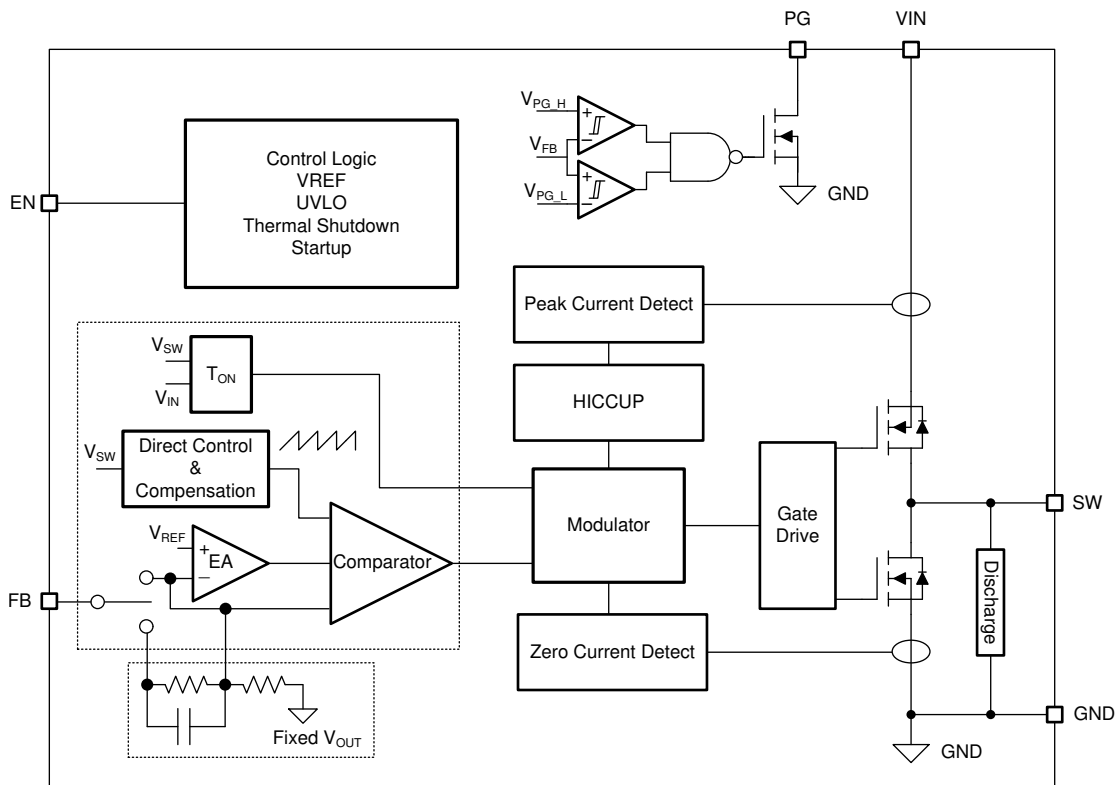 PG
VIN
V_PG_H
+
−
V_FB
+
V_PG_L
−
GND
Control Logic
VREF
UVLO
Thermal Shutdown
Startup
EN
Peak Current Detect
V_SW
T_ON
V_IN
HICCUP
V_SW
Direct Control
&
Compensation
Modulator
Gate
Drive
SW
V_REF
+
EA
−
Comparator
Discharge
FB
Zero Current Detect
Fixed V_OUT
GND
GND